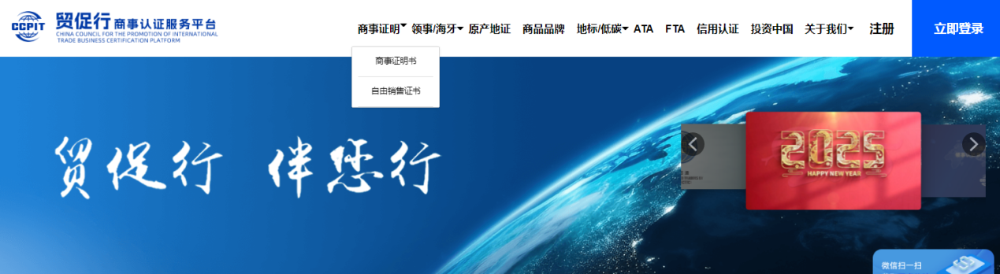 CCPIT
贸促行 商事认证服务平台
CHINA COUNCIL FOR THE PROMOTION OF INTERNATIONAL
TRADE BUSINESS CERTIFICATION PLATFORM
商事证明 领事/海牙 原产地证 商品品牌 地标/低碳 ATA FTA 信用认证 投资中国 关于我们 注册 立即登录
商事证明书
自由销售证书
贸促行 伴您行
2025
HAPPY NEW YEAR
微信扫一扫